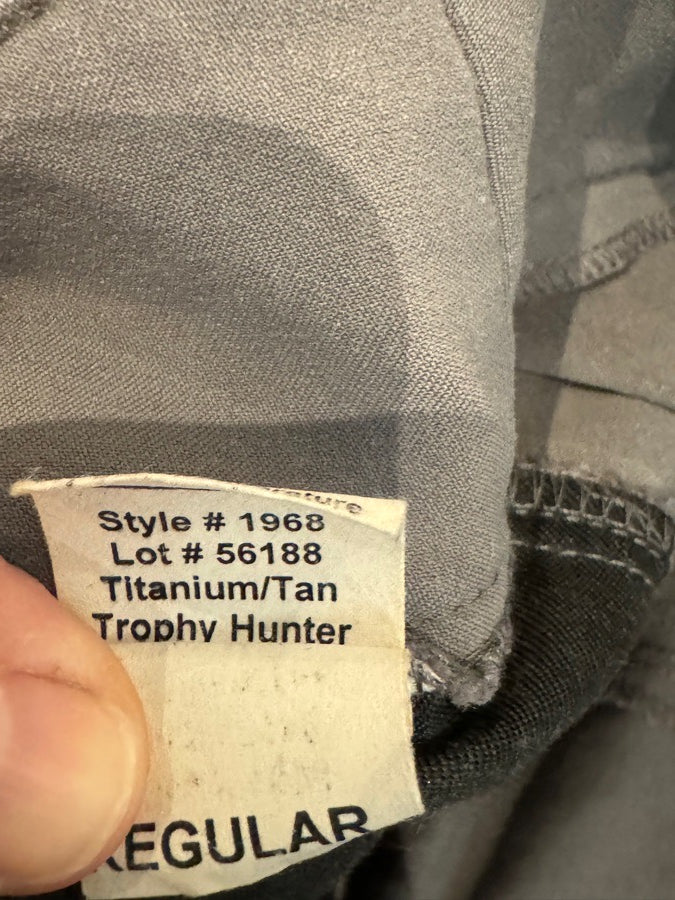 Style # 1968
Lot # 56188
Titanium/Tan
Trophy Hunter
REGULAR